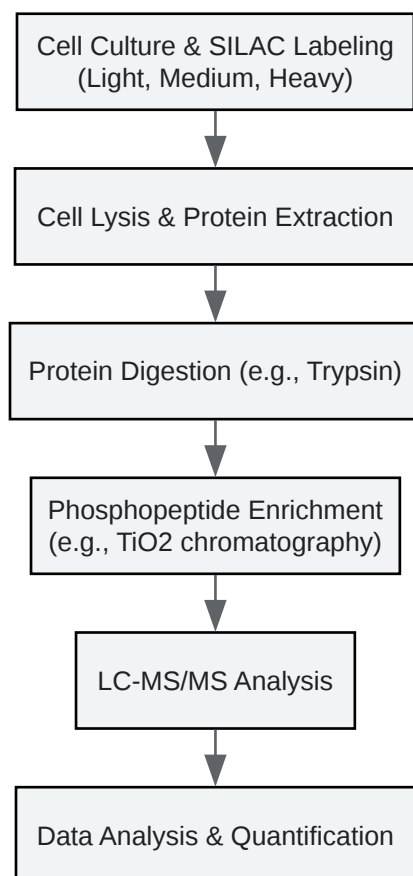 Cell Culture & SILAC Labeling
(Light, Medium, Heavy)
Cell Lysis & Protein Extraction
Protein Digestion (e.g., Trypsin)
Phosphopeptide Enrichment
(e.g., TiO2 chromatography)
LC-MS/MS Analysis
Data Analysis & Quantification